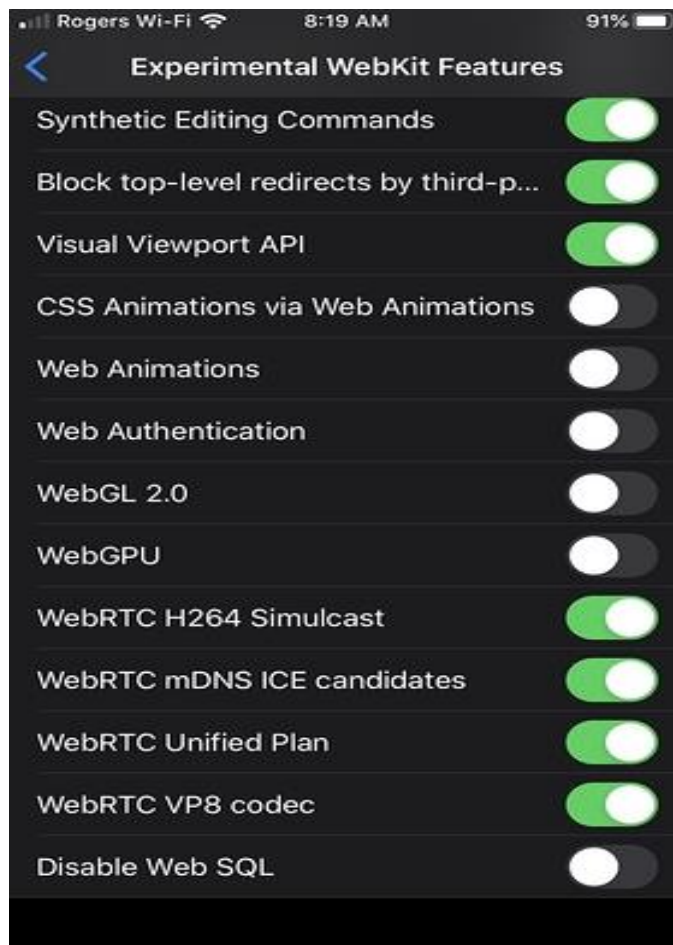 Rogers Wi-Fi 8:19 AM 91%
Experimental WebKit Features
Synthetic Editing Commands
Block top-level redirects by third-p...
Visual Viewport API
CSS Animations via Web Animations
Web Animations
Web Authentication
WebGL 2.0
WebGPU
WebRTC H264 Simulcast
WebRTC mDNS ICE candidates
WebRTC Unified Plan
WebRTC VP8 codec
Disable Web SQL